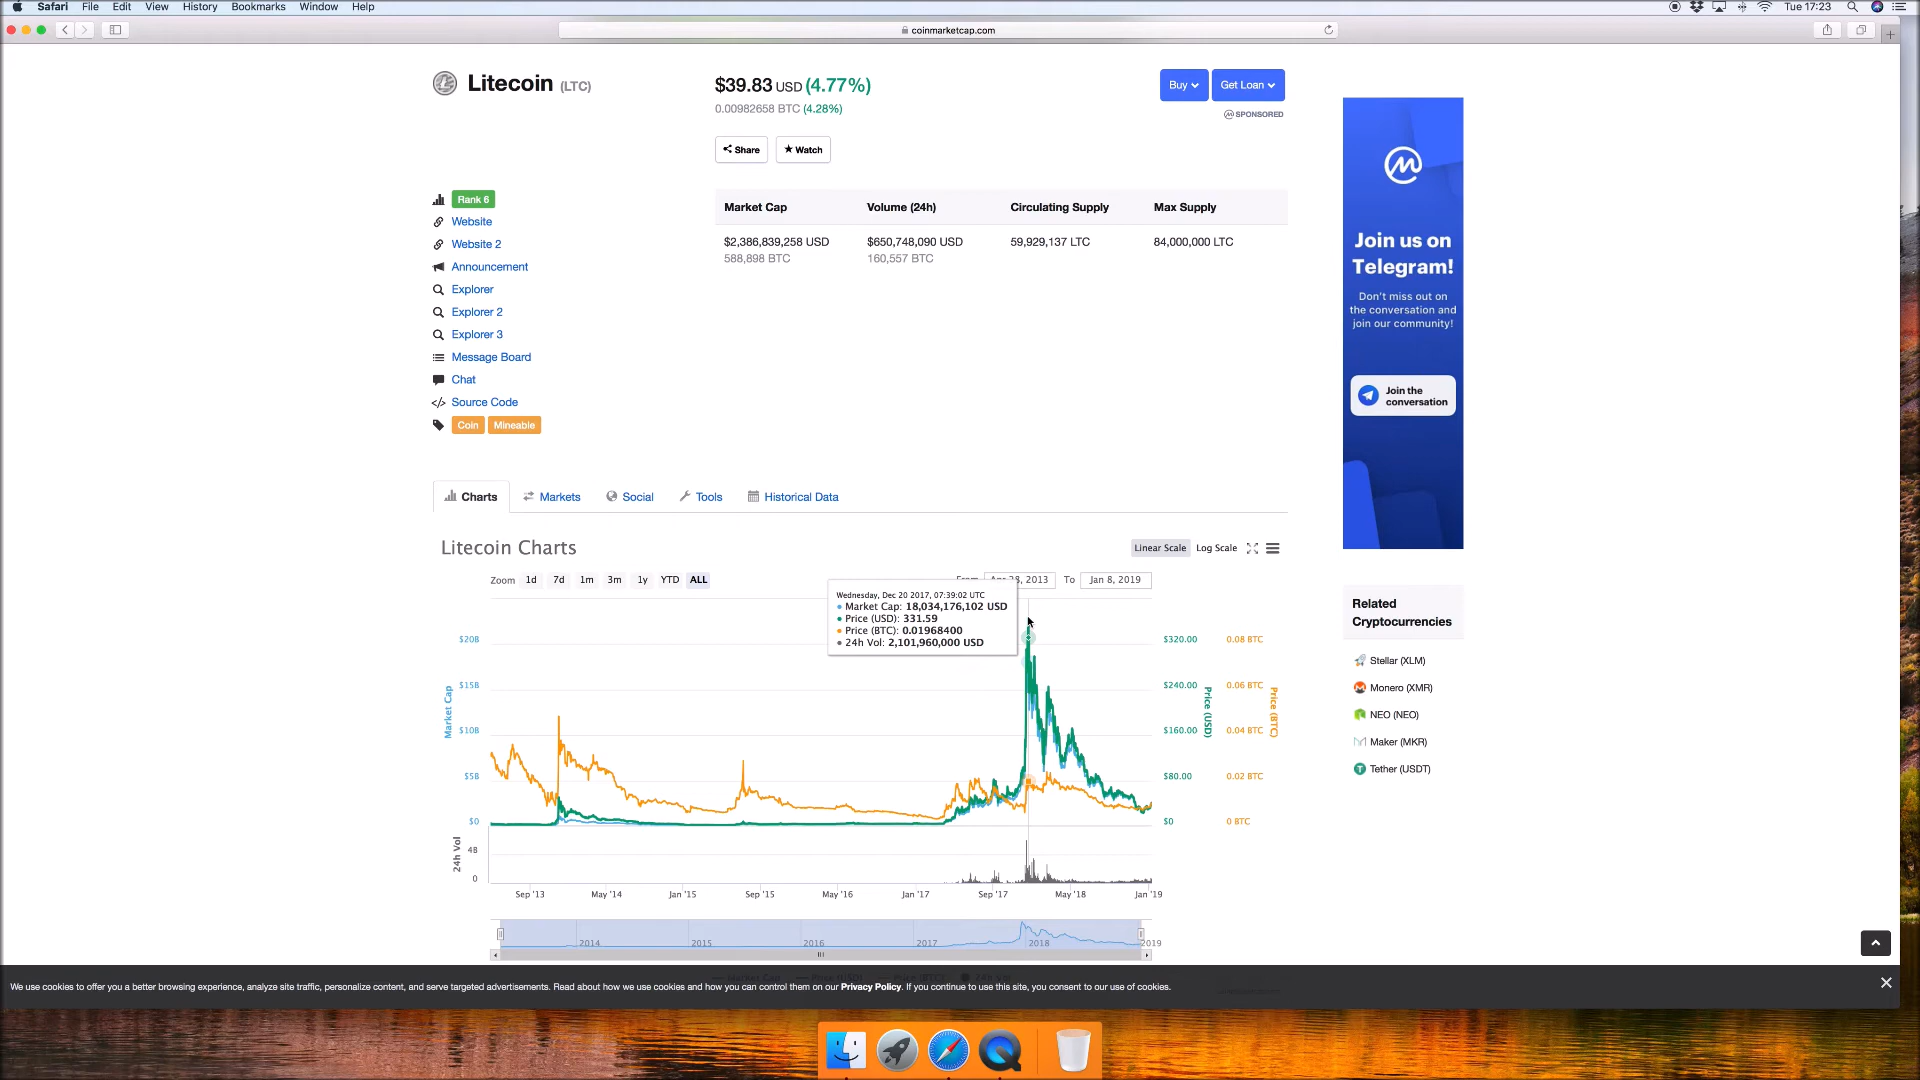 Safari File Edit View History Bookmarks Window Help
Tue 17:23
coinmarketcap.com
Litecoin (LTC)
$39.83 USD (4.77%)
0.00982658 BTC (4.28%)
Buy
Get Loan
SPONSORED
Share
Watch
Rank 6
Website
Website 2
Announcement
Explorer
Explorer 2
Explorer 3
Message Board
Chat
Source Code
Coin Mineable
Market Cap Volume (24h) Circulating Supply Max Supply
$2,386,839,258 USD $650,748,090 USD 59,929,137 LTC 84,000,000 LTC
588,898 BTC 160,557 BTC
Join us on
Telegram!
Don't miss out on
the conversation and
join our community!
Join the
conversation
Charts Markets Social Tools Historical Data
Litecoin Charts
Linear Scale Log Scale
Zoom 1d 7d 1m 3m 1y YTD ALL
From Apr 28, 2013 To Jan 8, 2019
Wednesday, Dec 20 2017, 07:39:02 UTC
Market Cap: 18,034,176,102 USD
Price (USD): 331.59
Price (BTC): 0.01968400
24h Vol: 2,101,960,000 USD
$20B $320.00 0.08 BTC
$15B $240.00 0.06 BTC
$10B $160.00 0.04 BTC
$5B $80.00 0.02 BTC
$0 $0 0 BTC
Market Cap
Price (USD)
Price (BTC)
24h Vol
4B
0
Sep '13 May '14 Jan '15 Sep '15 May '16 Jan '17 Sep '17 May '18 Jan '19
2014 2015 2016 2017 2018 2019
Related
Cryptocurrencies
Stellar (XLM)
Monero (XMR)
NEO (NEO)
Maker (MKR)
Tether (USDT)
Market Cap Price (USD) Price (BTC) 24h Vol
We use cookies to offer you a better browsing experience, analyze site traffic, personalize content, and serve targeted advertisements. Read about how we use cookies and how you can control them on our Privacy Policy. If you continue to use this site, you consent to our use of cookies.